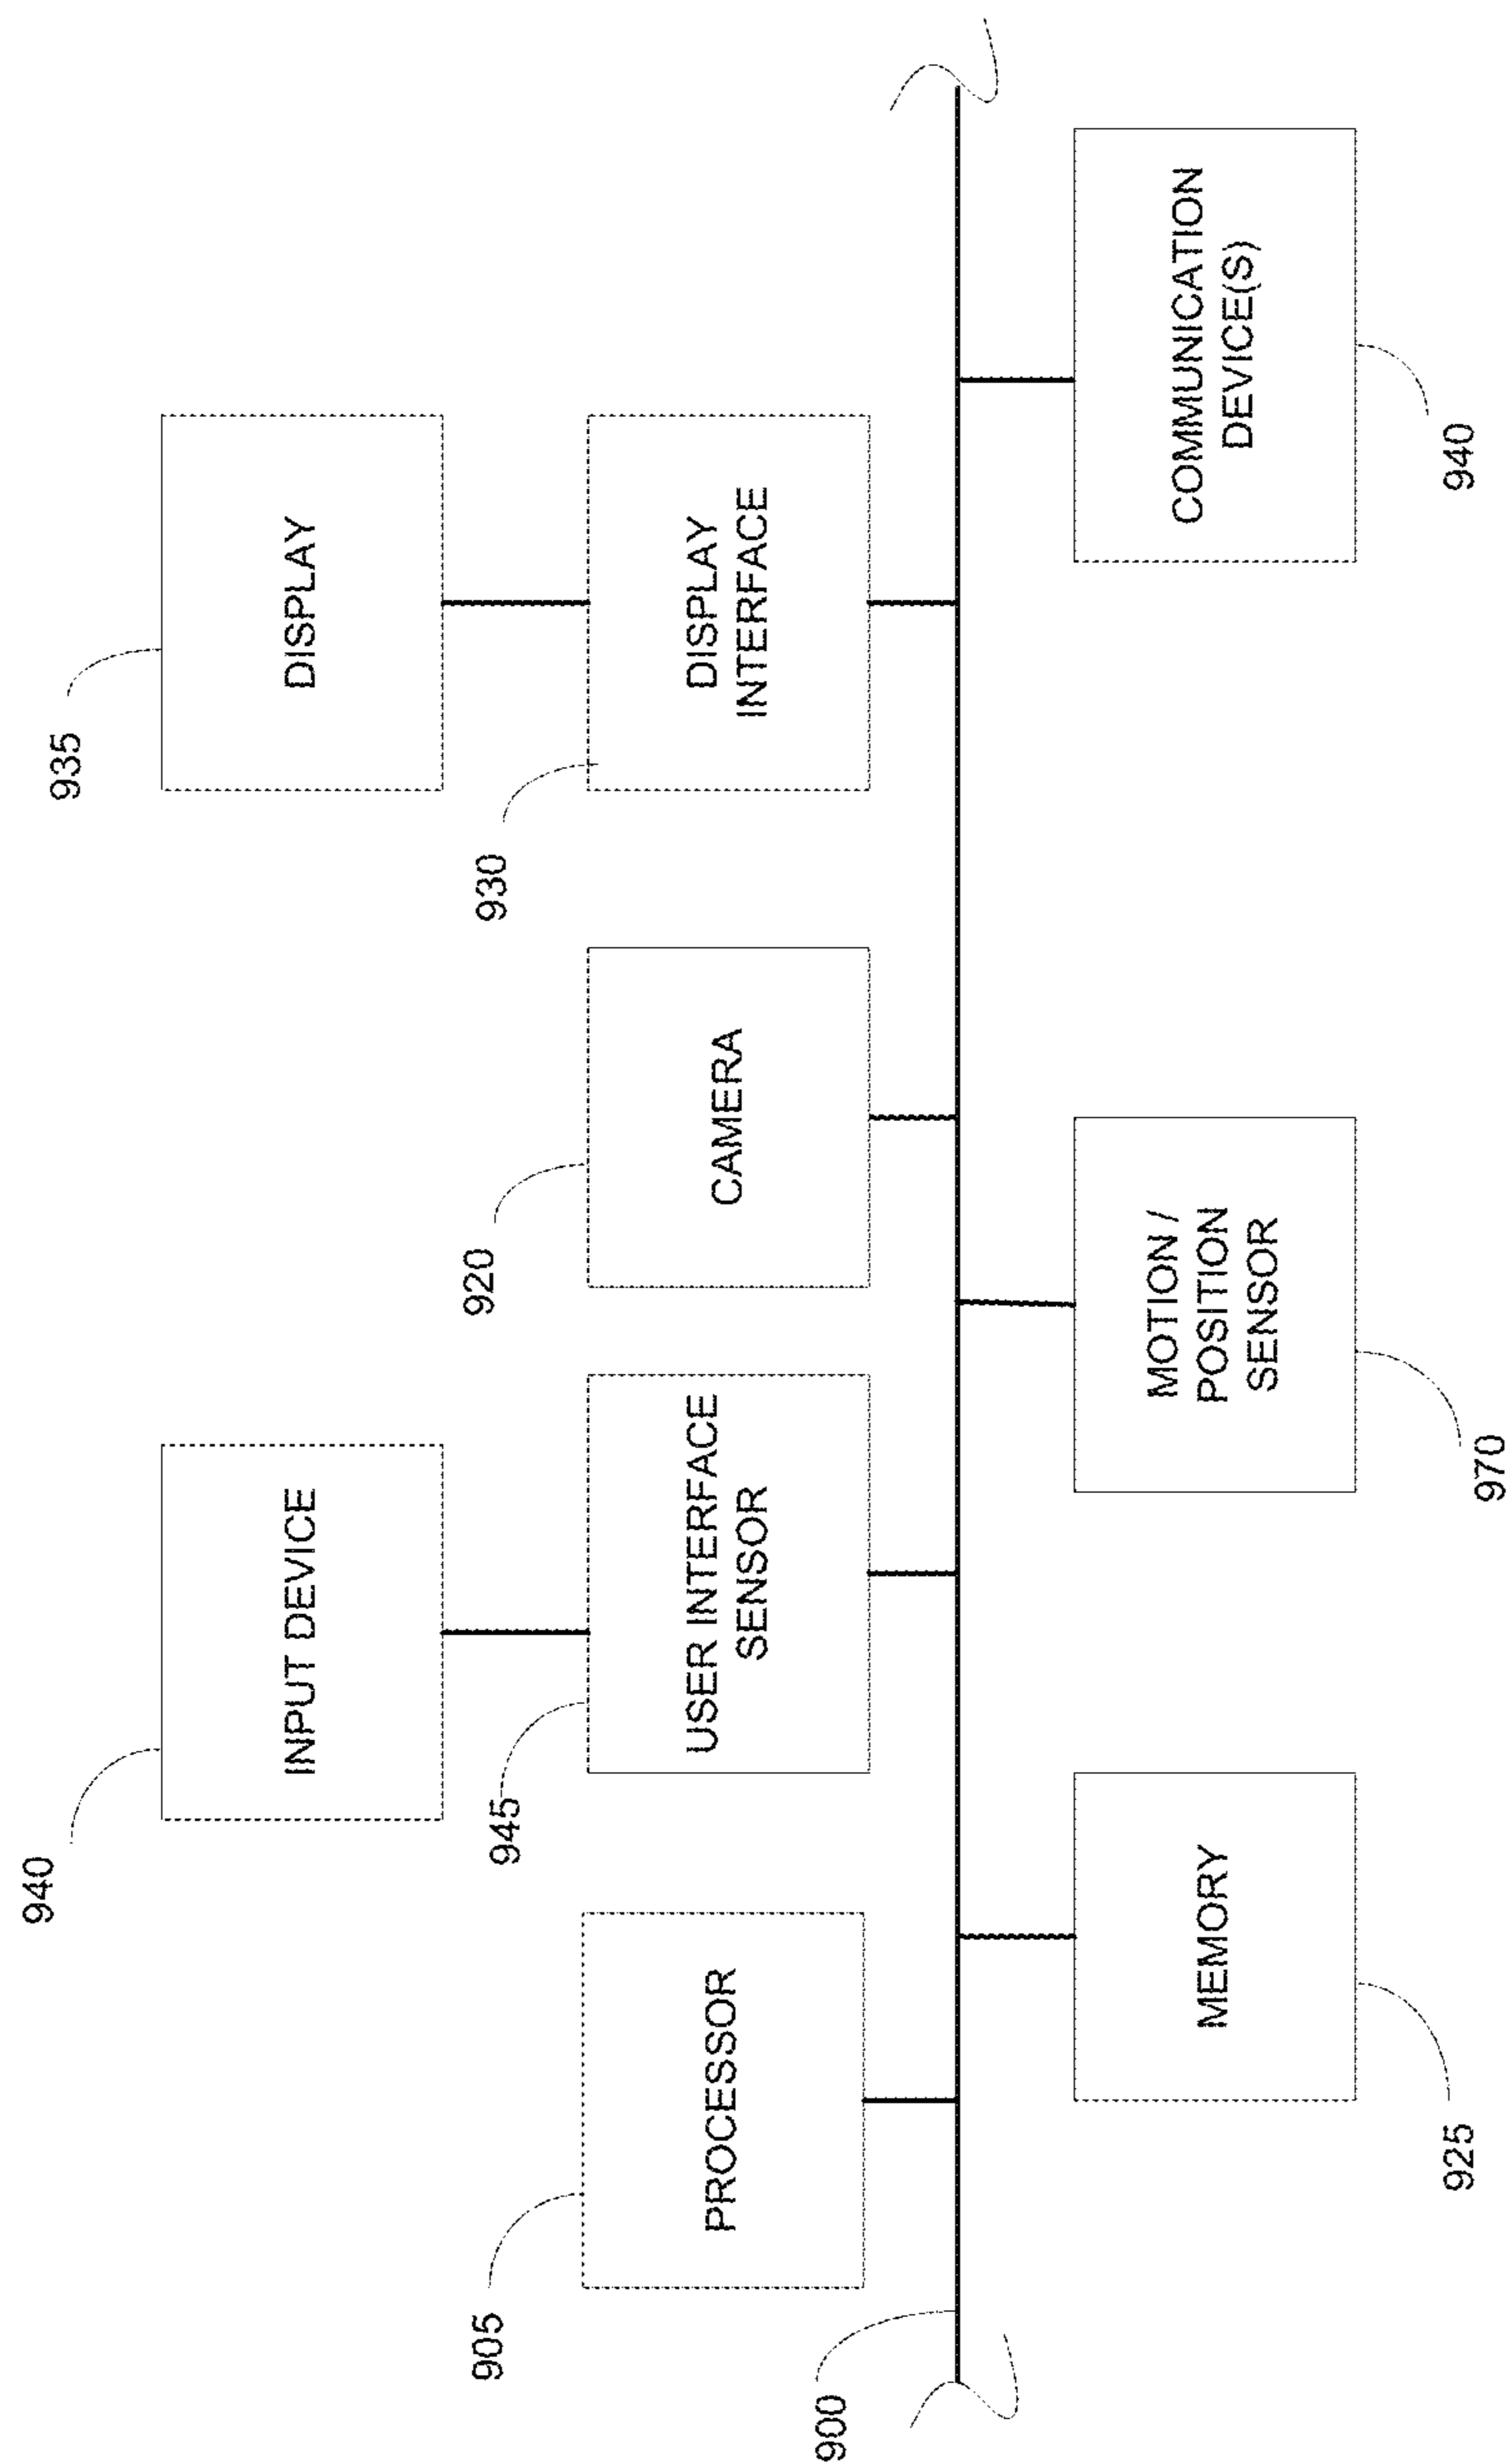 940
INPUT DEVICE
935
DISPLAY
905
PROCESSOR
945
USER INTERFACE
SENSOR
920
CAMERA
930
DISPLAY
INTERFACE
900
MEMORY
925
MOTION /
POSITION
SENSOR
970
COMMUNICATION
DEVICE(S)
940